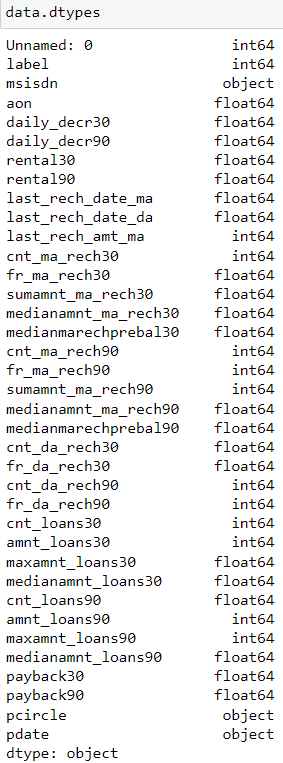 data.dtypes
Unnamed: 0 int64
label int64
msisdn object
aon float64
daily_decr30 float64
daily_decr90 float64
rental30 float64
rental90 float64
last_rech_date_ma float64
last_rech_date_da float64
last_rech_amt_ma int64
cnt_ma_rech30 int64
fr_ma_rech30 float64
sumamnt_ma_rech30 float64
medianamnt_ma_rech30 float64
medianmarechprebal30 float64
cnt_ma_rech90 int64
fr_ma_rech90 int64
sumamnt_ma_rech90 int64
medianamnt_ma_rech90 float64
medianmarechprebal90 float64
cnt_da_rech30 float64
fr_da_rech30 float64
cnt_da_rech90 int64
fr_da_rech90 int64
cnt_loans30 int64
amnt_loans30 int64
maxamnt_loans30 float64
medianamnt_loans30 float64
cnt_loans90 float64
amnt_loans90 int64
maxamnt_loans90 int64
medianamnt_loans90 float64
payback30 float64
payback90 float64
pcircle object
pdate object
dtype: object